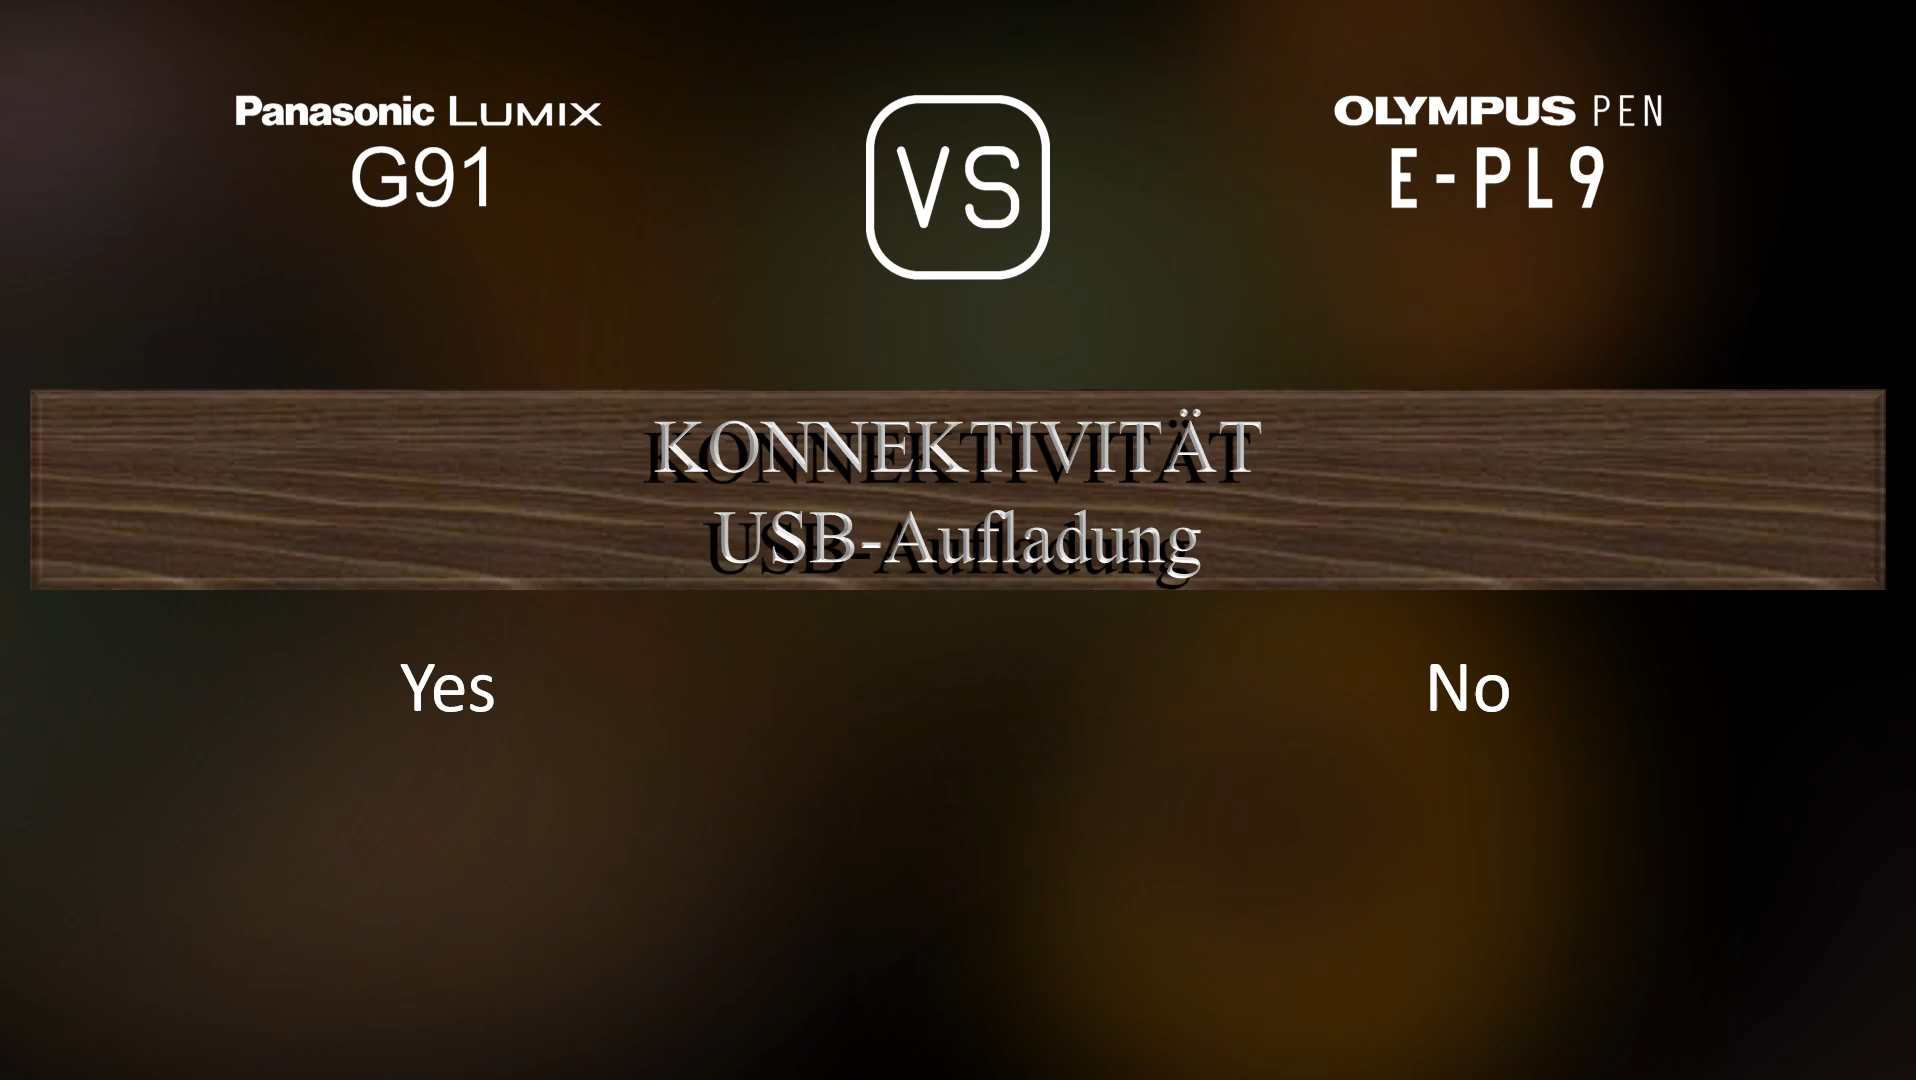 Panasonic LUMIX
G91
VS
OLYMPUS PEN
E-PL9
KONNEKTIVITÄT
USB-Aufladung
Yes
No